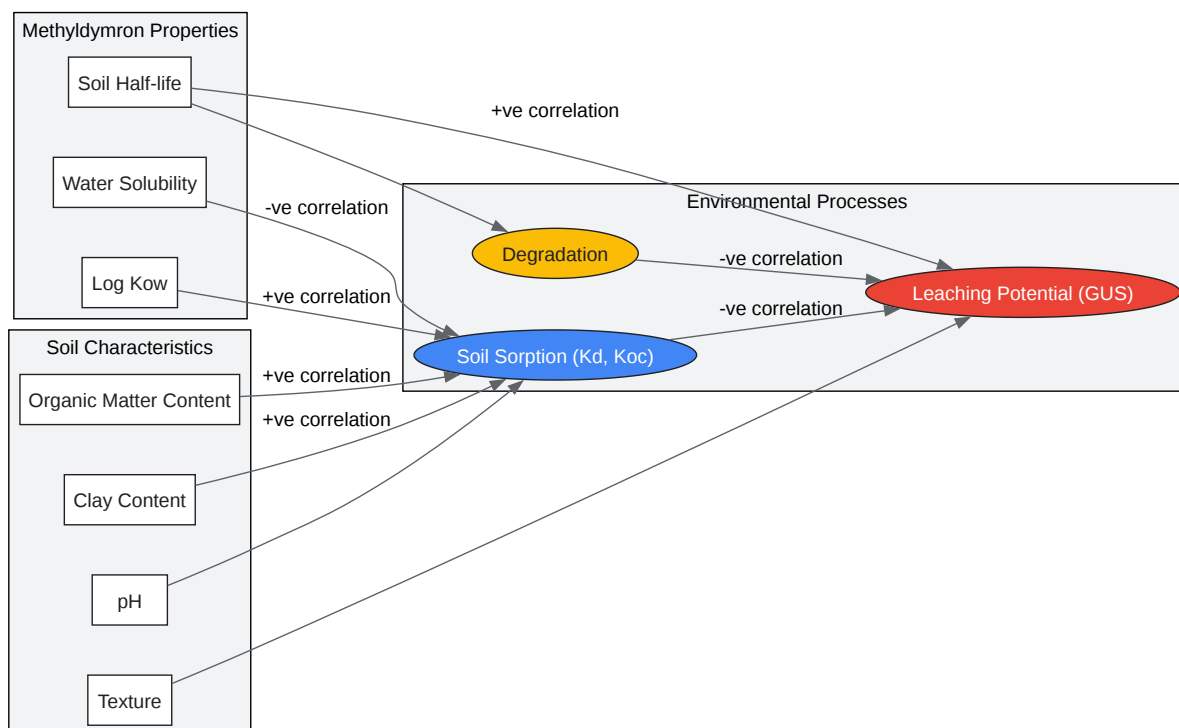 Methyldymron Properties
Soil Half-life
+ve correlation
Water Solubility
-ve correlation
Environmental Processes
Degradation
-ve correlation
Log Kow
+ve correlation
Leaching Potential (GUS)
-ve correlation
Soil Characteristics
Soil Sorption (Kd, Koc)
+ve correlation
Organic Matter Content
+ve correlation
Clay Content
pH
Texture